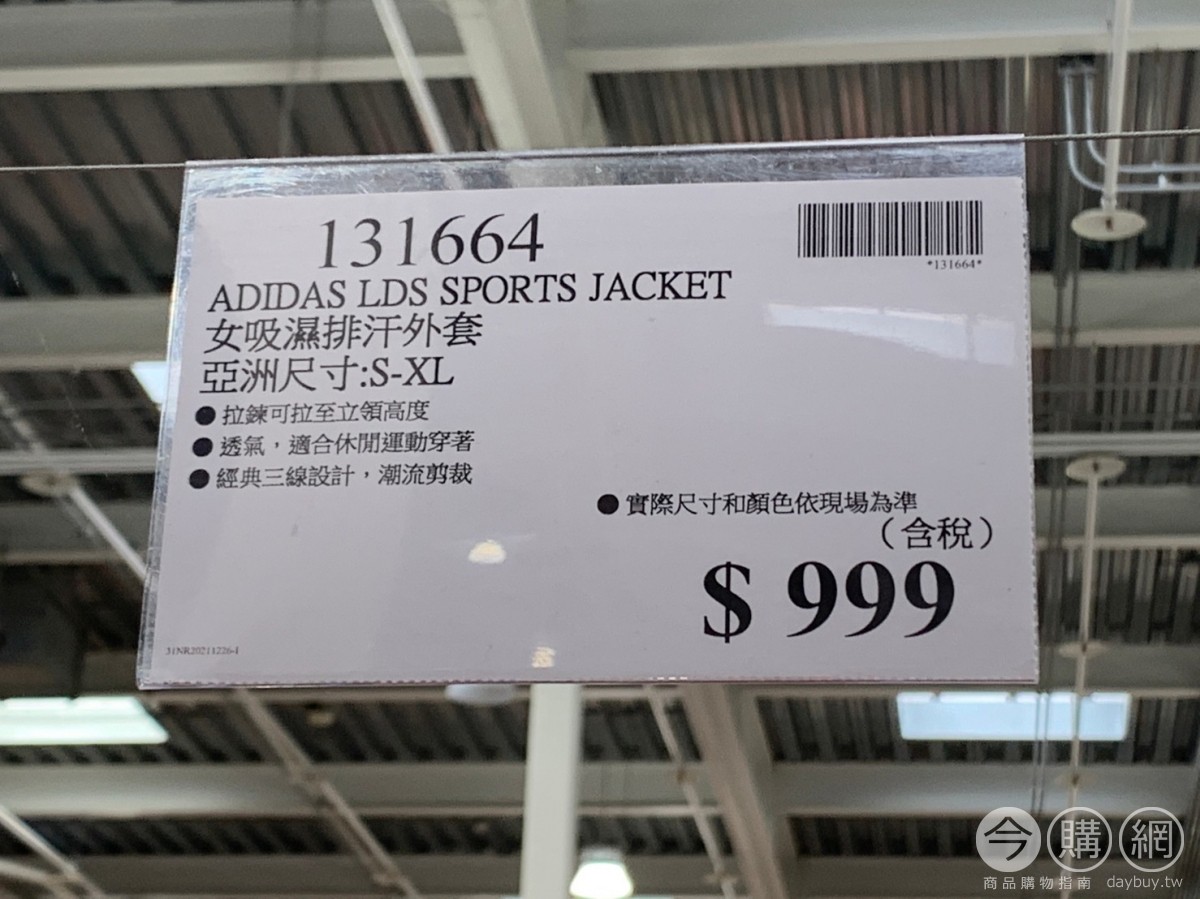 131664
*131664*
ADIDAS LDS SPORTS JACKET
女吸濕排汗外套
亞洲尺寸:S-XL
● 拉鍊可拉至立領高度
● 透氣，適合休閒運動穿著
● 經典三線設計，潮流剪裁
● 實際尺寸和顏色依現場為準
（含稅）
$ 999
31NR20211226-1
今購網
商品購物指南 daybuy.tw